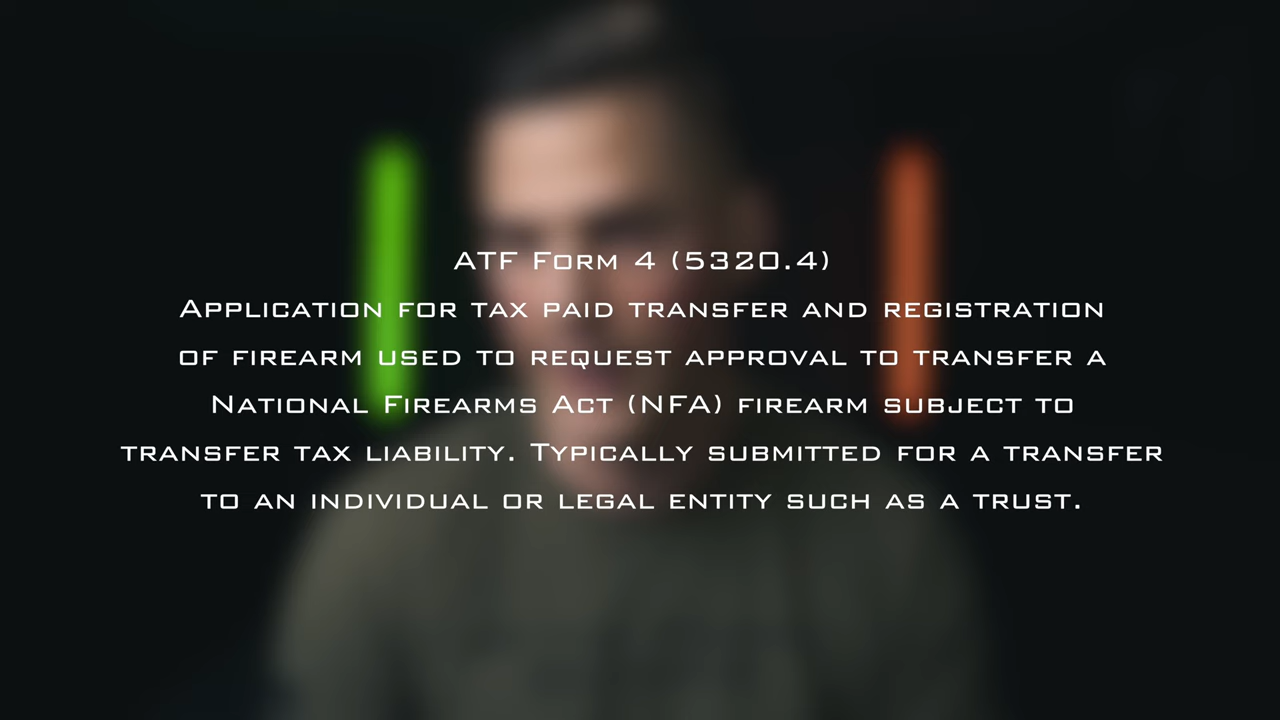 ATF Form 4 (5320.4)
Application for tax paid transfer and registration
of firearm used to request approval to transfer a
National Firearms Act (NFA) firearm subject to
transfer tax liability. Typically submitted for a transfer
to an individual or legal entity such as a trust.